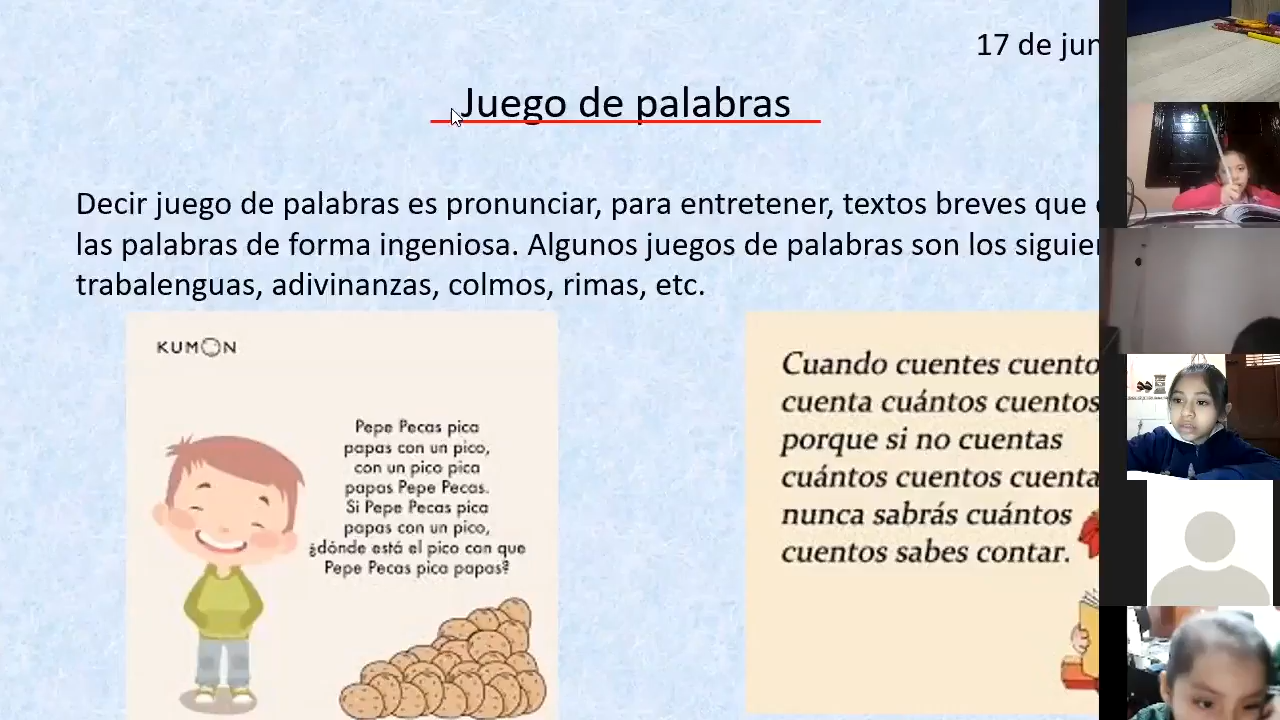 17 de jun
Juego de palabras
Decir juego de palabras es pronunciar, para entretener, textos breves que
las palabras de forma ingeniosa. Algunos juegos de palabras son los siguien
trabalenguas, adivinanzas, colmos, rimas, etc.
KUMON
Pepe Pecas pica
papas con un pico,
con un pico pica
papas Pepe Pecas.
Si Pepe Pecas pica
papas con un pico,
¿dónde está el pico con que
Pepe Pecas pica papas?
Cuando cuentes cuento
cuenta cuántos cuentos
porque si no cuentas
cuántos cuentos cuenta
nunca sabrás cuántos
cuentos sabes contar.